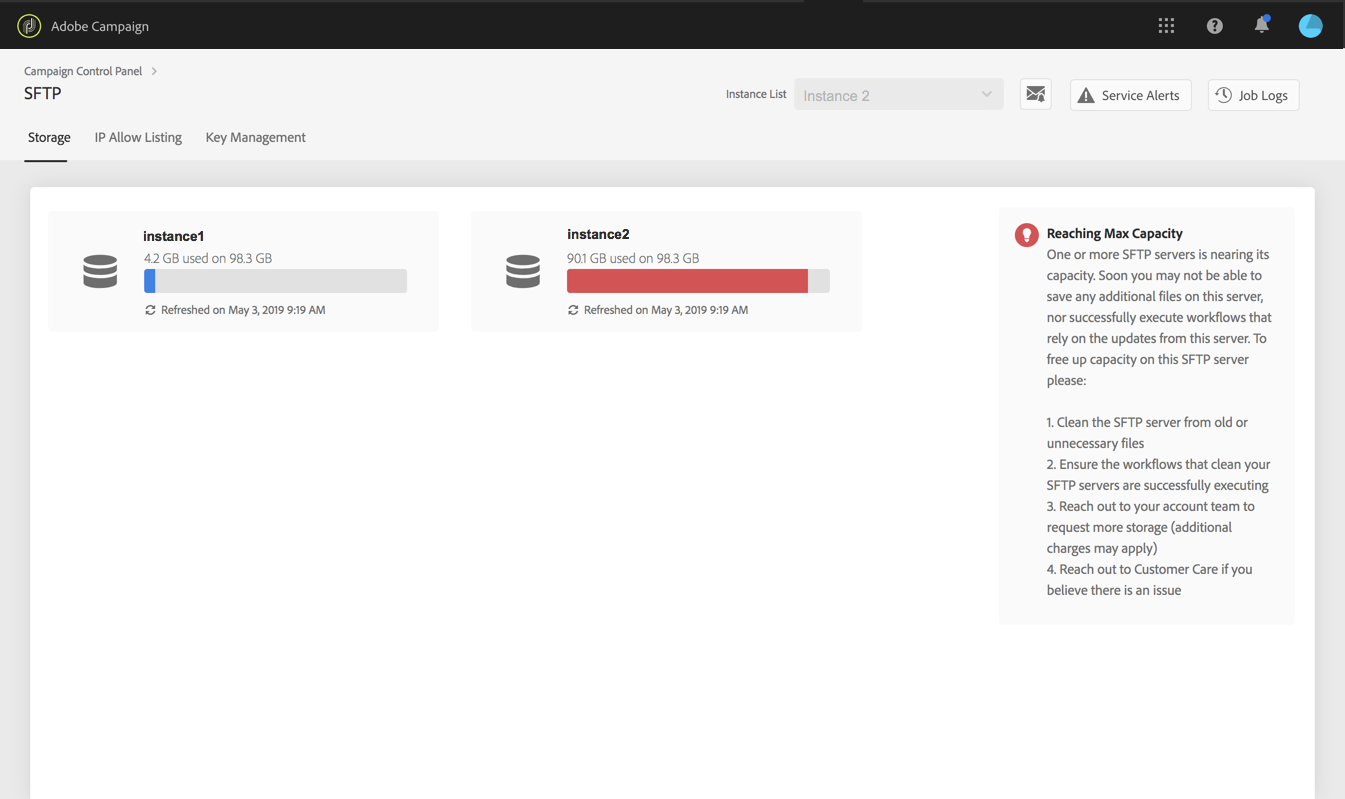 Adobe Campaign
Campaign Control Panel
SFTP
Instance List
Instance 2
Service Alerts
Job Logs
Storage
IP Allow Listing
Key Management
instance1
4.2 GB used on 98.3 GB
Refreshed on May 3, 2019 9:19 AM
instance2
90.1 GB used on 98.3 GB
Refreshed on May 3, 2019 9:19 AM
Reaching Max Capacity
One or more SFTP servers is nearing its
capacity. Soon you may not be able to
save any additional files on this server,
nor successfully execute workflows that
rely on the updates from this server. To
free up capacity on this SFTP server
please:
1. Clean the SFTP server from old or
unnecessary files
2. Ensure the workflows that clean your
SFTP servers are successfully executing
3. Reach out to your account team to
request more storage (additional
charges may apply)
4. Reach out to Customer Care if you
believe there is an issue